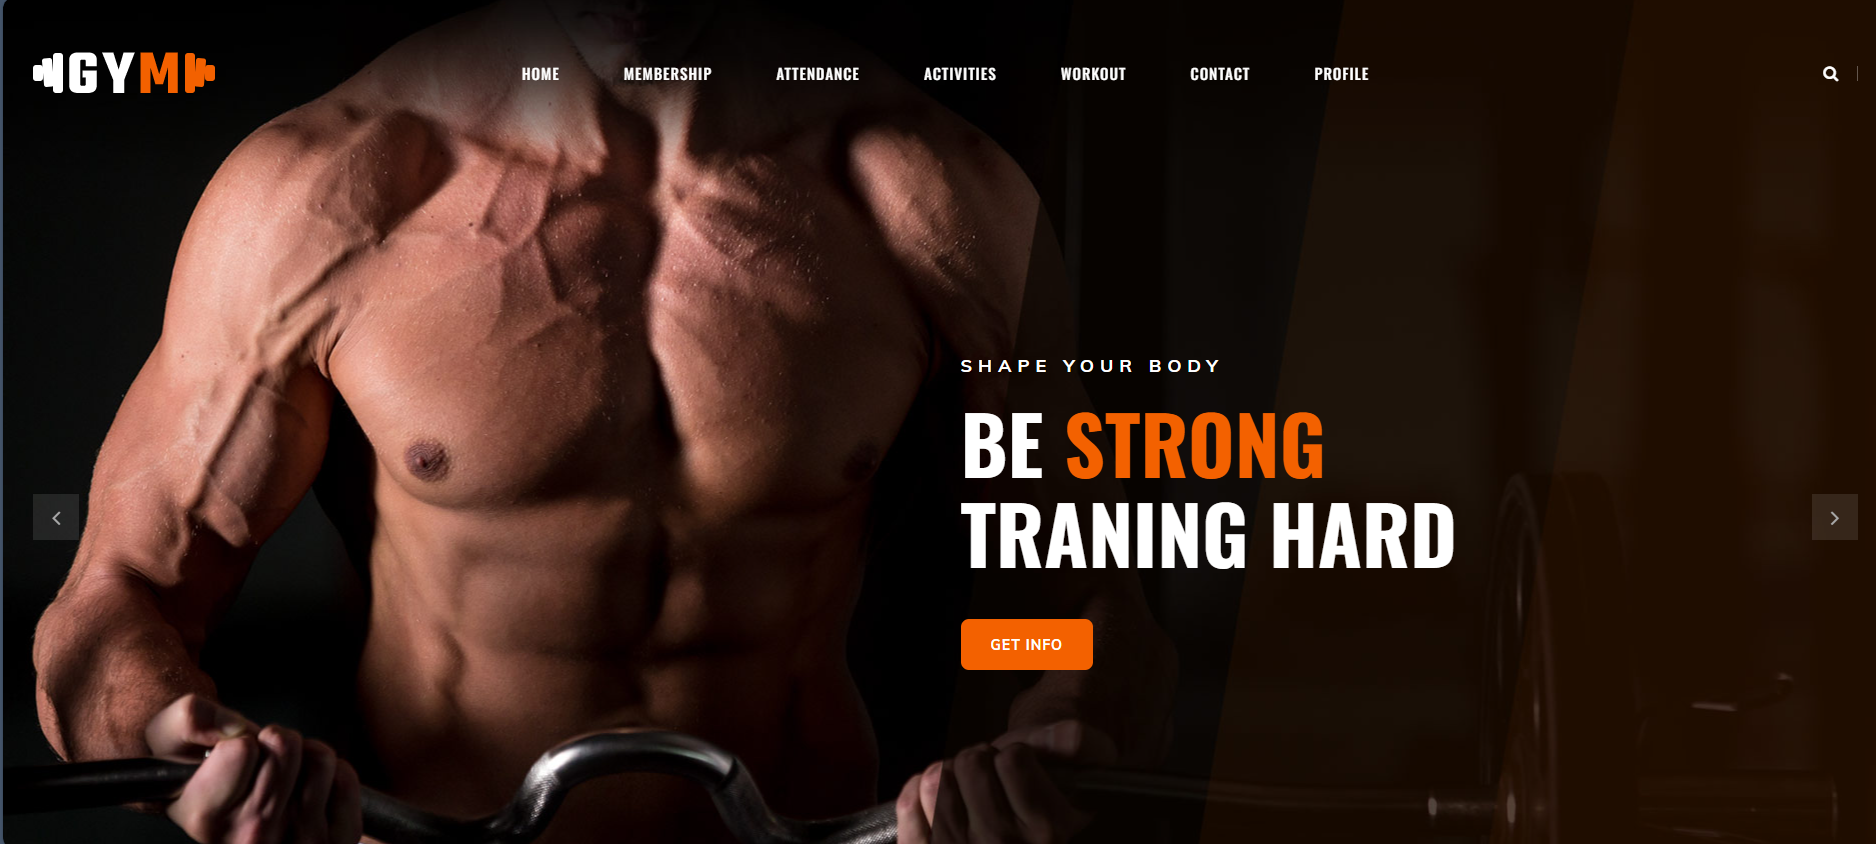 GYM
HOME MEMBERSHIP ATTENDANCE ACTIVITIES WORKOUT CONTACT PROFILE
SHAPE YOUR BODY
BE STRONG
TRANING HARD
GET INFO